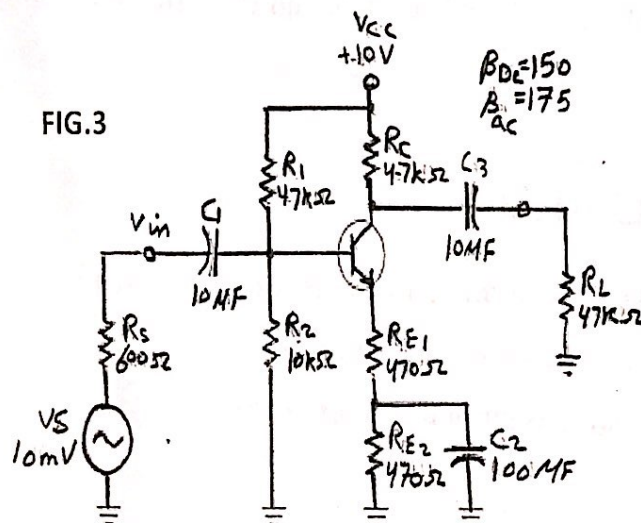 FIG.3
VCC
+10V
βDC=150
βac=175
R1
47kΩ
RC
4.7kΩ
C3
10MF
Vin
C1
10MF
RS
600Ω
VS
10mV
R2
10kΩ
RE1
470Ω
RE2
470Ω
C2
100MF
RL
47KΩ